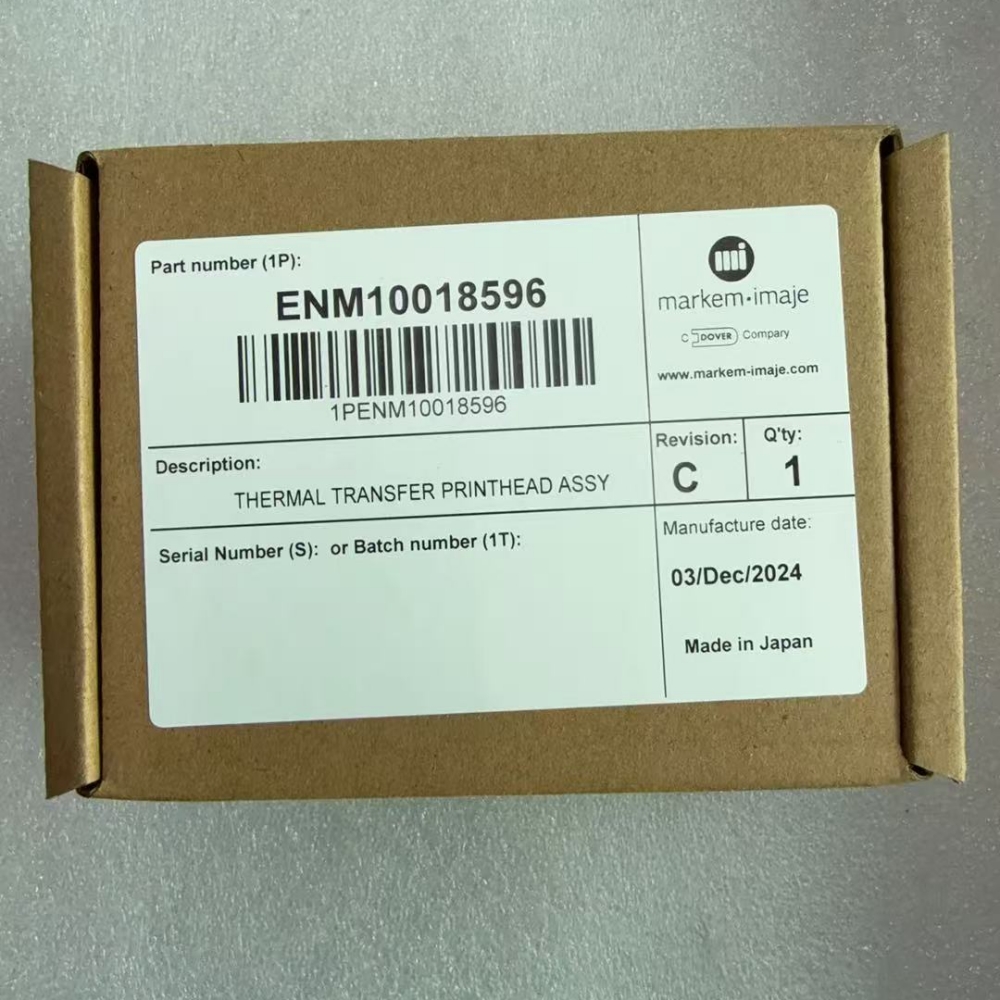 Part number (1P):
ENM10018596
1PENM10018596
mi
markem·imaje
DOVER Company
www.markem-imaje.com
Description:
THERMAL TRANSFER PRINTHEAD ASSY
Revision:
C
Q'ty:
1
Serial Number (S): or Batch number (1T):
Manufacture date:
03/Dec/2024
Made in Japan